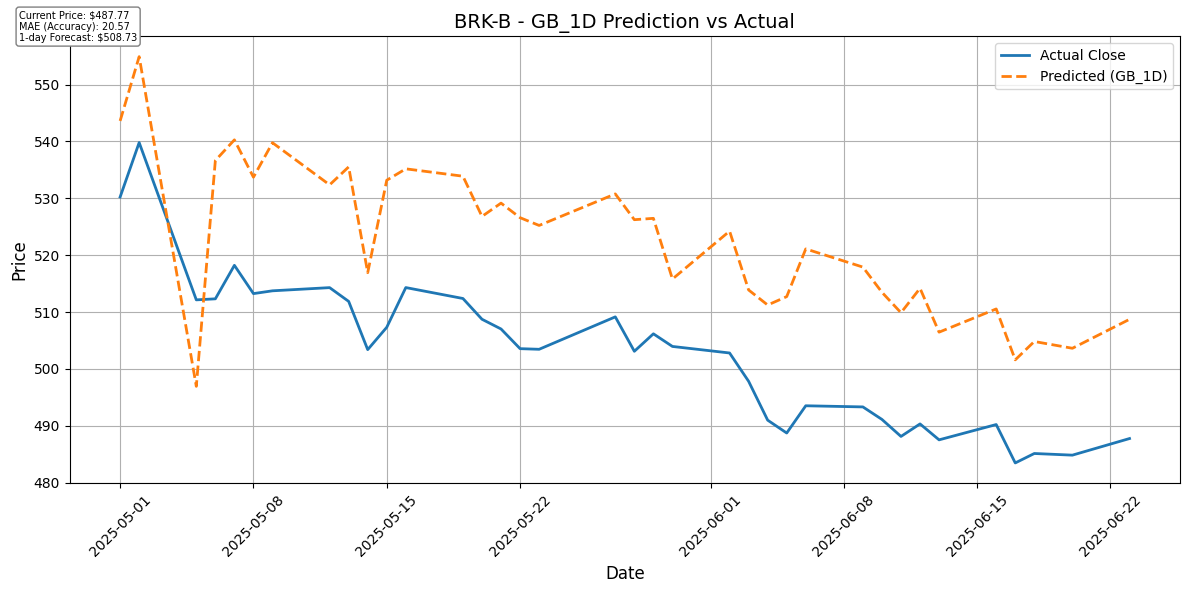 BRK-B - GB_1D Prediction vs Actual
Current Price: $487.77
MAE (Accuracy): 20.57
1-day Forecast: $508.73
Actual Close
Predicted (GB_1D)
Price
550
540
530
520
510
500
490
480
2025-05-01
2025-05-08
2025-05-15
2025-05-22
2025-06-01
2025-06-08
2025-06-15
2025-06-22
Date